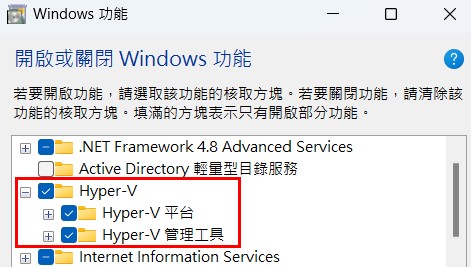 Windows 功能
開啟或關閉 Windows 功能
若要開啟功能，請選取該功能的核取方塊。若要關閉功能，請清除該
功能的核取方塊。填滿的方塊表示只有開啟部分功能。
.NET Framework 4.8 Advanced Services
Active Directory 輕量型目錄服務
Hyper-V
Hyper-V 平台
Hyper-V 管理工具
Internet Information Services